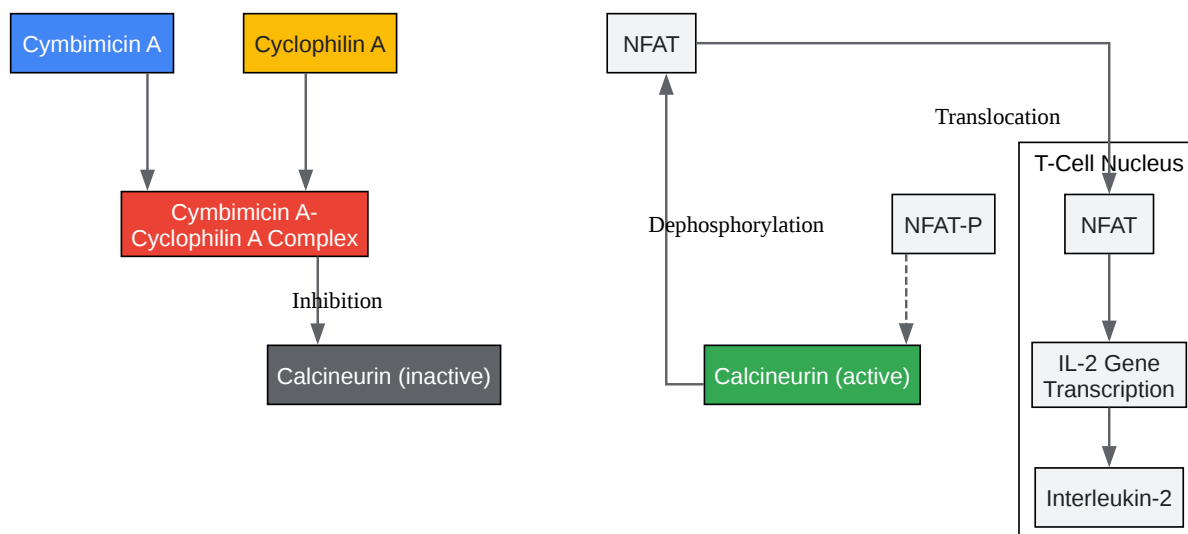 Cymbimicin A
Cyclophilin A
NFAT
Translocation
T-Cell Nucleus
Cymbimicin A-
Cyclophilin A Complex
Dephosphorylation
NFAT-P
NFAT
Inhibition
Calcineurin (inactive)
Calcineurin (active)
IL-2 Gene
Transcription
Interleukin-2